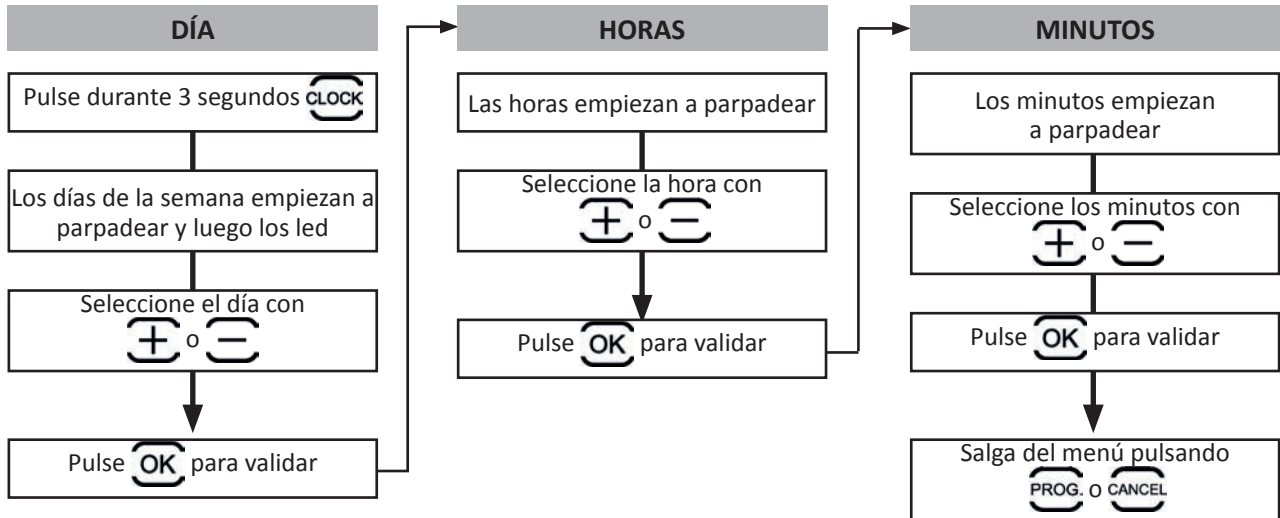 DÍA
Pulse durante 3 segundos CLOCK
Los días de la semana empiezan a
parpadear y luego los led
Seleccione el día con
+ o −
Pulse OK para validar
HORAS
Las horas empiezan a parpadear
Seleccione la hora con
+ o −
Pulse OK para validar
MINUTOS
Los minutos empiezan
a parpadear
Seleccione los minutos con
+ o −
Pulse OK para validar
Salga del menú pulsando
PROG. o CANCEL